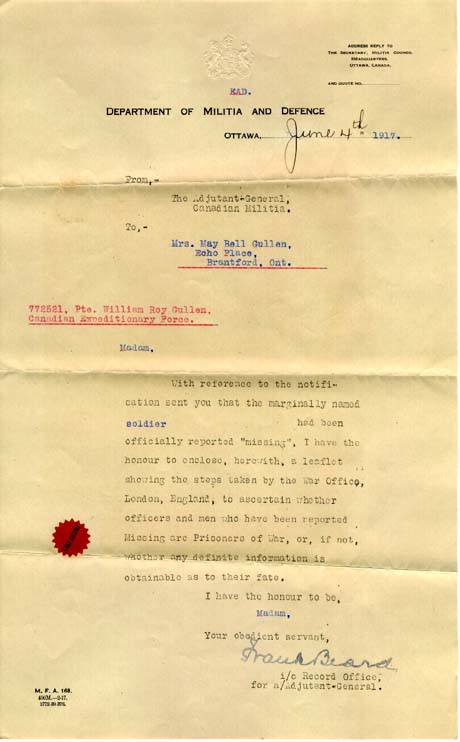 ADDRESS REPLY TO
THE SECRETARY, MILITIA COUNCIL
HEADQUARTERS,
OTTAWA, CANADA.
AND QUOTE NO.
EAD.
DEPARTMENT OF MILITIA AND DEFENCE
OTTAWA, June 4th 1917.
From,-
The Adjutant-General,
Canadian Militia.
To,-
Mrs. May Bell Cullen,
Echo Place,
Brantford, Ont.
772521, Pte. William Roy Cullen,
Canadian Expeditionary Force.
Madam,
With reference to the notifi-
cation sent you that the marginally named
soldier had been
officially reported "missing", I have the
honour to enclose, herewith, a leaflet
showing the steps taken by the War Office,
London, England, to ascertain whether
officers and men who have been reported
Missing are Prisoners of War, or, if not,
whether any definite information is
obtainable as to their fate.
I have the honour to be,
Madam,
Your obedient servant,
Frank Beard
i/c Record Office,
for a/Adjutant-General.
M. F. A. 168.
400M.—2-17.